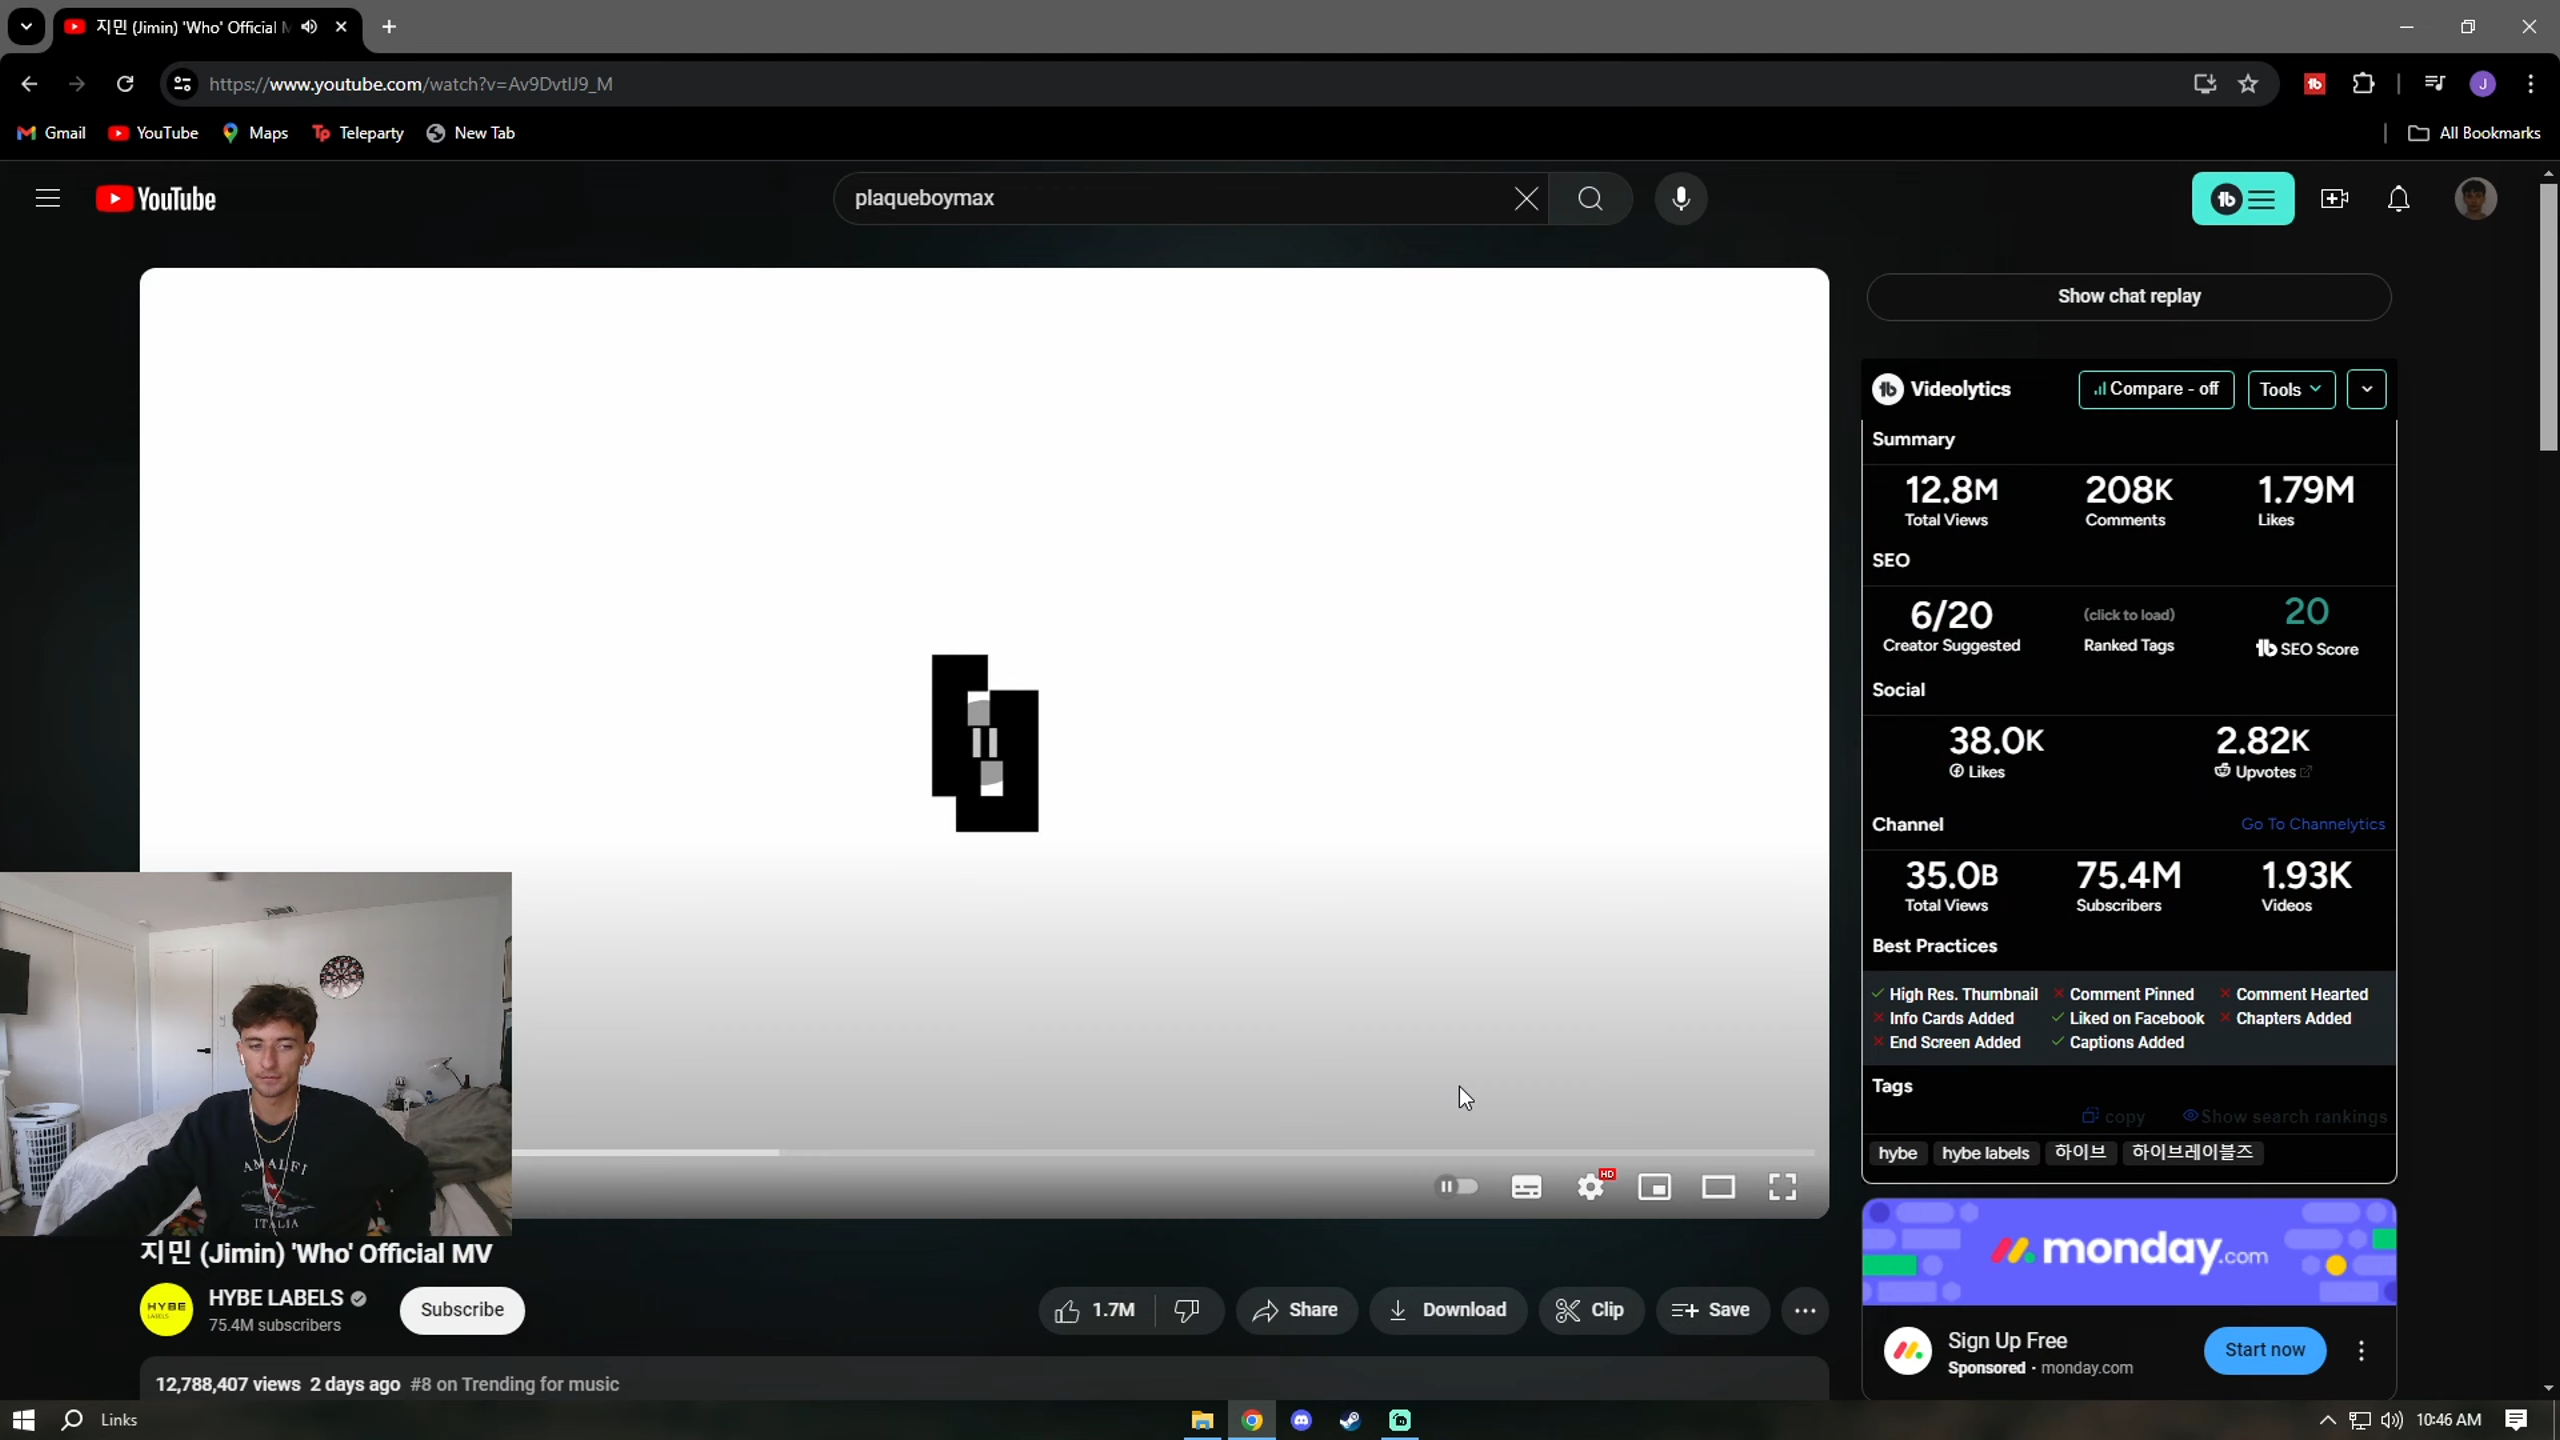 지민 (Jimin) 'Who' Official M
https://www.youtube.com/watch?v=Av9DvtIJ9_M
J
Gmail YouTube Maps Teleparty New Tab All Bookmarks
YouTube
plaqueboymax
Show chat replay
Videolytics
Compare - off
Tools
Summary
12.8M 208K 1.79M
Total Views Comments Likes
SEO
6/20 (click to load) 20
Creator Suggested Ranked Tags SEO Score
Social
38.0K 2.82K
Likes Upvotes
Channel Go To Channelytics
35.0B 75.4M 1.93K
Total Views Subscribers Videos
Best Practices
High Res. Thumbnail Comment Pinned Comment Hearted
Info Cards Added Liked on Facebook Chapters Added
End Screen Added Captions Added
Tags
copy Show search rankings
hybe hybe labels 하이브 하이브레이블즈
HD
AMALFI
ITALIA
지민 (Jimin) 'Who' Official MV
HYBE
LABELS
HYBE LABELS
75.4M subscribers
Subscribe
1.7M
Share
Download
Clip
Save
12,788,407 views 2 days ago #8 on Trending for music
monday.com
Sign Up Free
Sponsored · monday.com
Start now
Links
10:46 AM